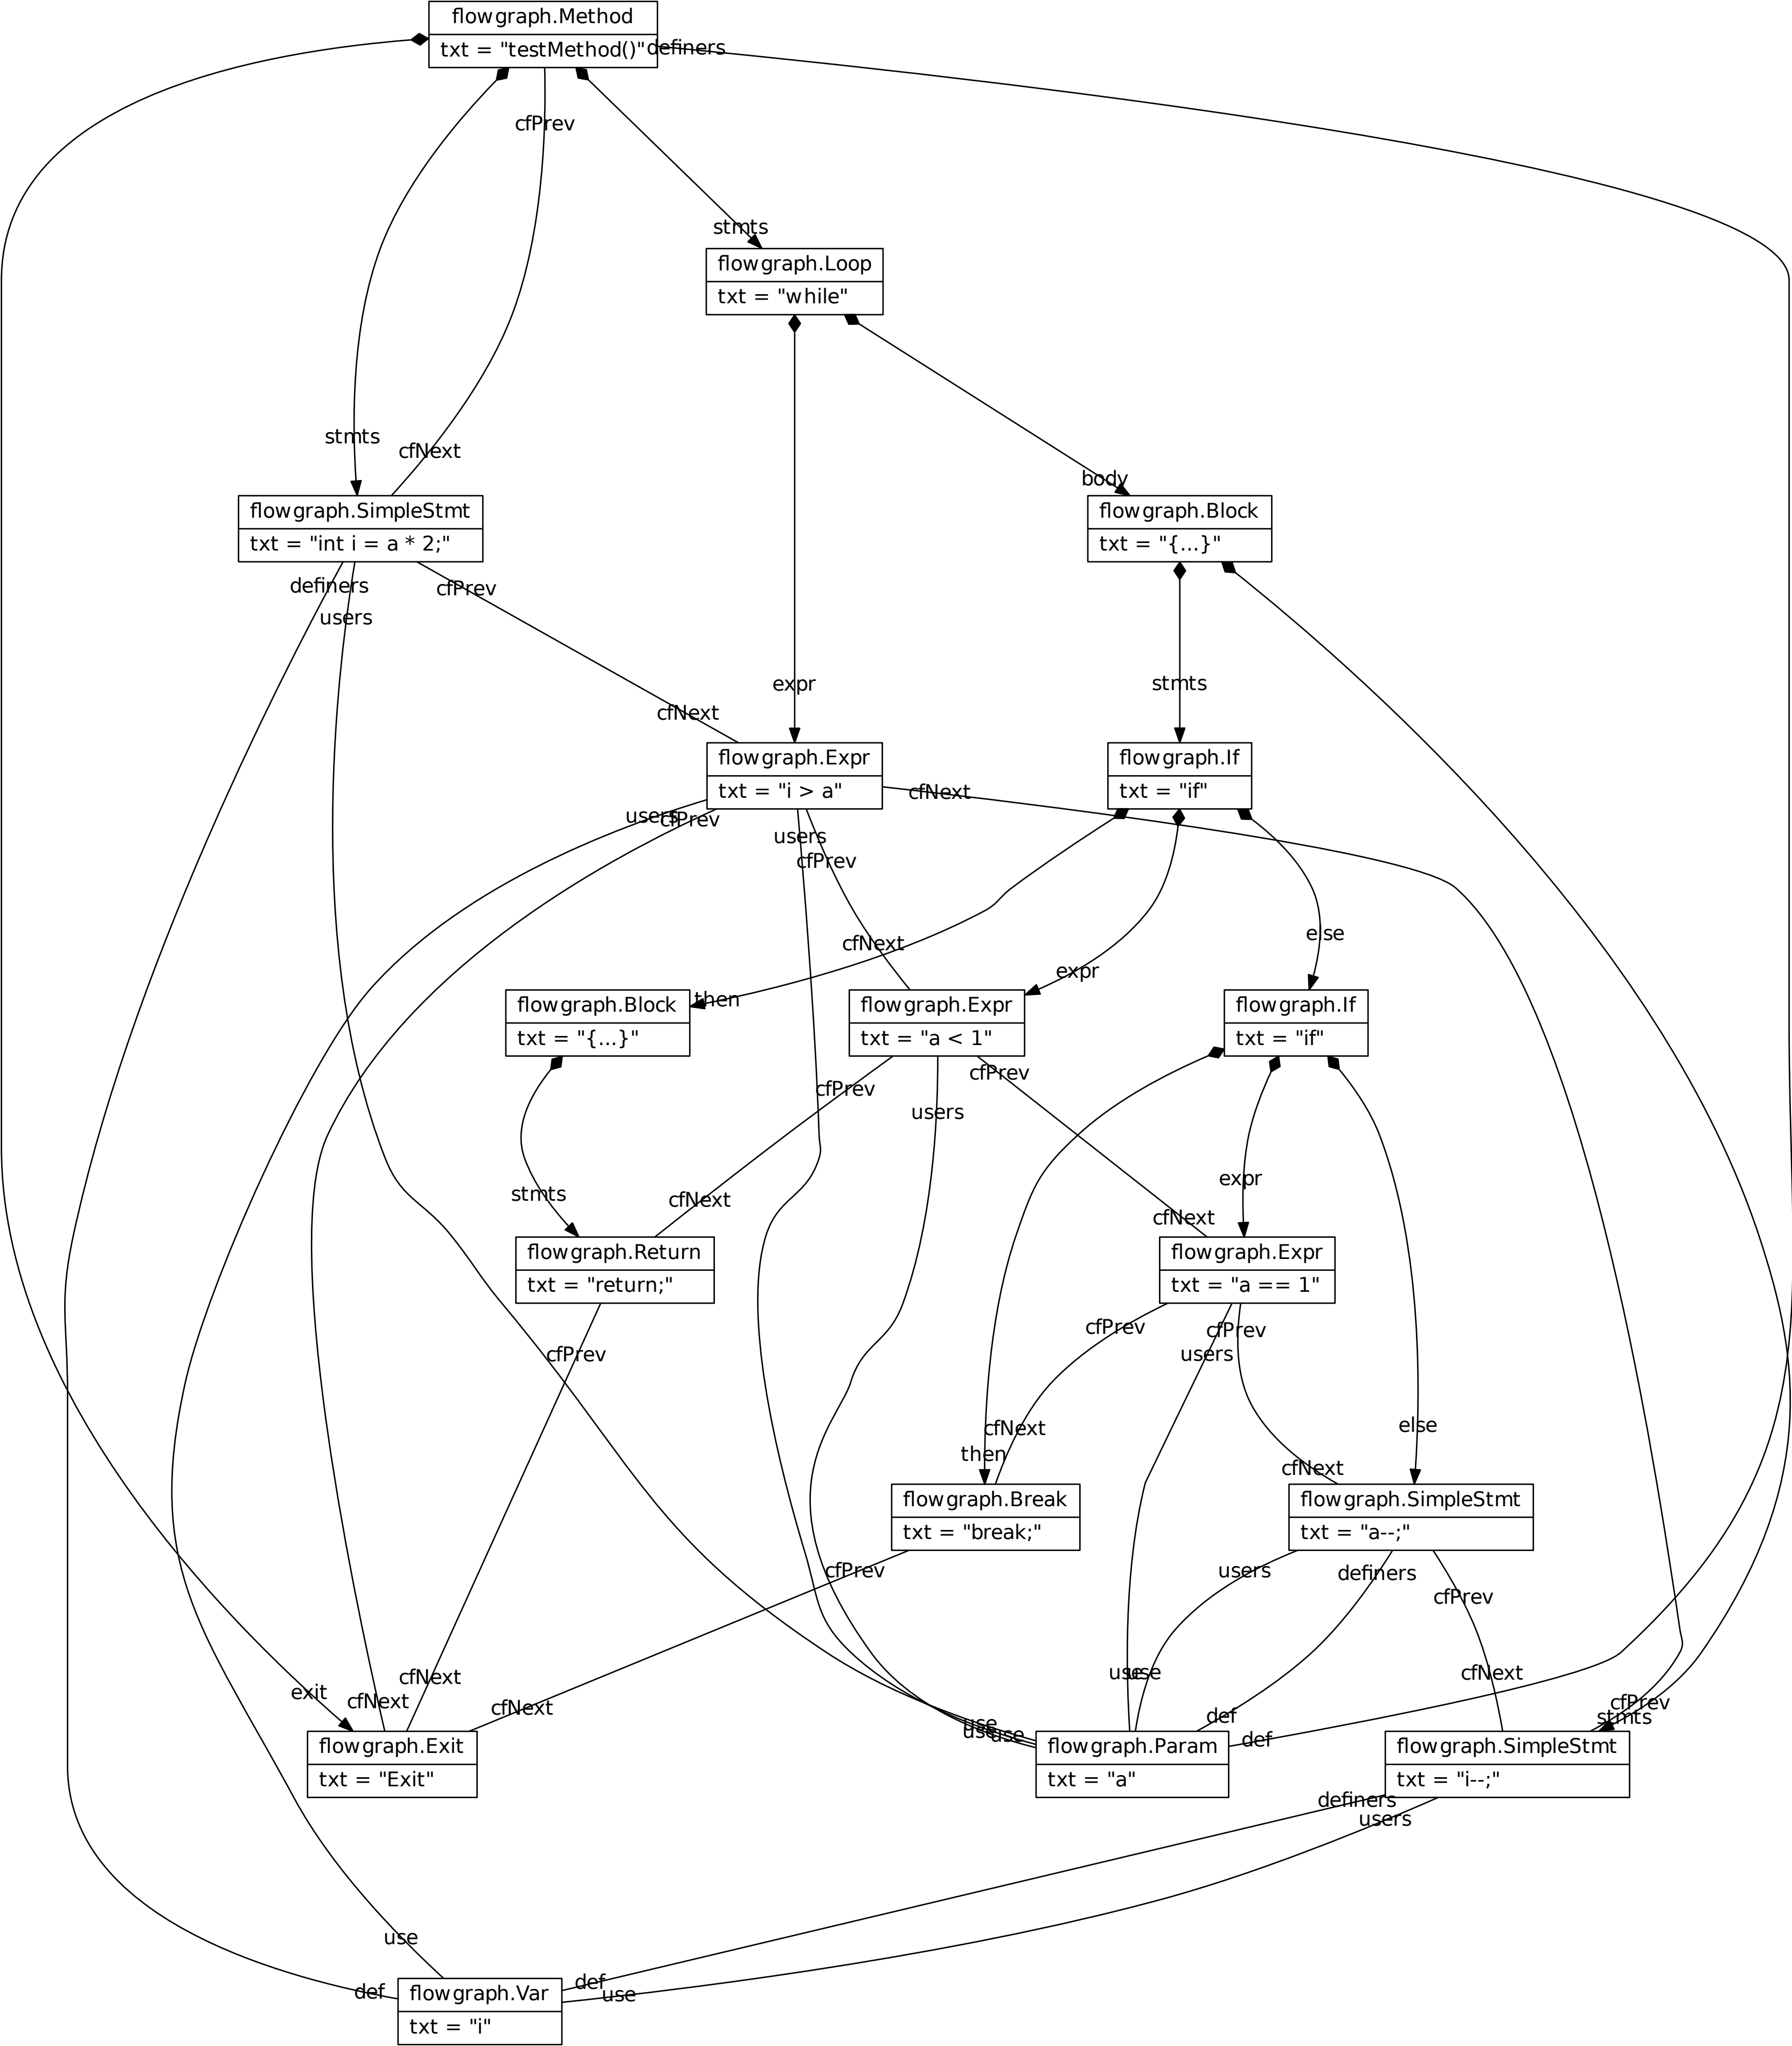 flowgraph.Method
txt = "testMethod()"
definers
cfPrev
stmts
flowgraph.Loop
txt = "while"
stmts
cfNext
body
flowgraph.SimpleStmt
txt = "int i = a * 2;"
flowgraph.Block
txt = "{...}"
definers
cfPrev
users
expr
stmts
cfNext
flowgraph.Expr
txt = "i > a"
flowgraph.If
txt = "if"
cfNext
users
cfPrev
users
cfPrev
else
cfNext
expr
then
flowgraph.Block
txt = "{...}"
flowgraph.Expr
txt = "a < 1"
flowgraph.If
txt = "if"
cfPrev
cfPrev
users
expr
stmts
cfNext
cfNext
flowgraph.Return
txt = "return;"
flowgraph.Expr
txt = "a == 1"
cfPrev
cfPrev
users
cfPrev
else
cfNext
then
cfNext
flowgraph.Break
txt = "break;"
flowgraph.SimpleStmt
txt = "a--;"
cfPrev
users
definers
cfPrev
use
use
cfNext
cfNext
exit
cfNext
cfNext
cfPrev
def
stmts
use
use
use
def
flowgraph.Exit
txt = "Exit"
flowgraph.Param
txt = "a"
flowgraph.SimpleStmt
txt = "i--;"
definers
users
use
def
def
use
flowgraph.Var
txt = "i"